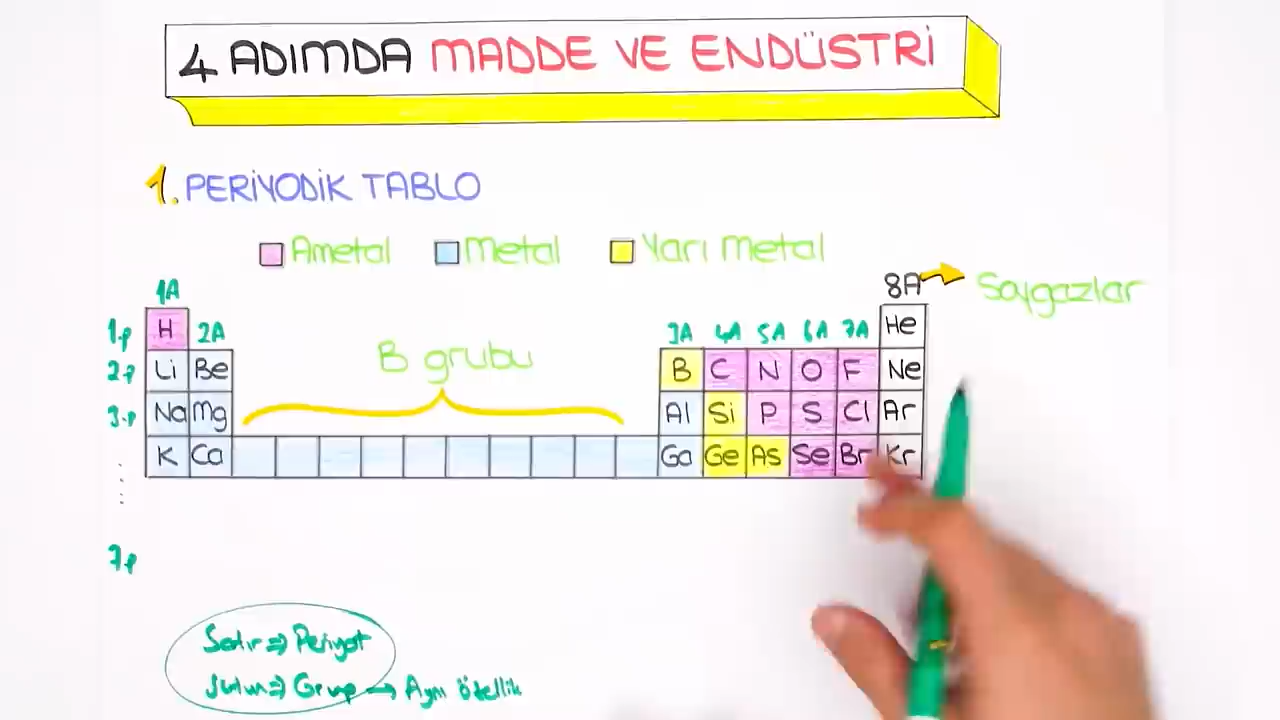 4 ADIMDA MADDE VE ENDÜSTRİ
1. PERİYODİK TABLO
Ametal Metal Yarı metal
1A 8A Soygazlar
1.p H 2A B grubu 3A 4A 5A 6A 7A He
2.p Li Be B C N O F Ne
3.p Na Mg Al Si P S Cl Ar
K Ca Ga Ge As Se Br Kr
7.p
Satır ⇒ Periyot
Sütun ⇒ Grup → Aynı özellik